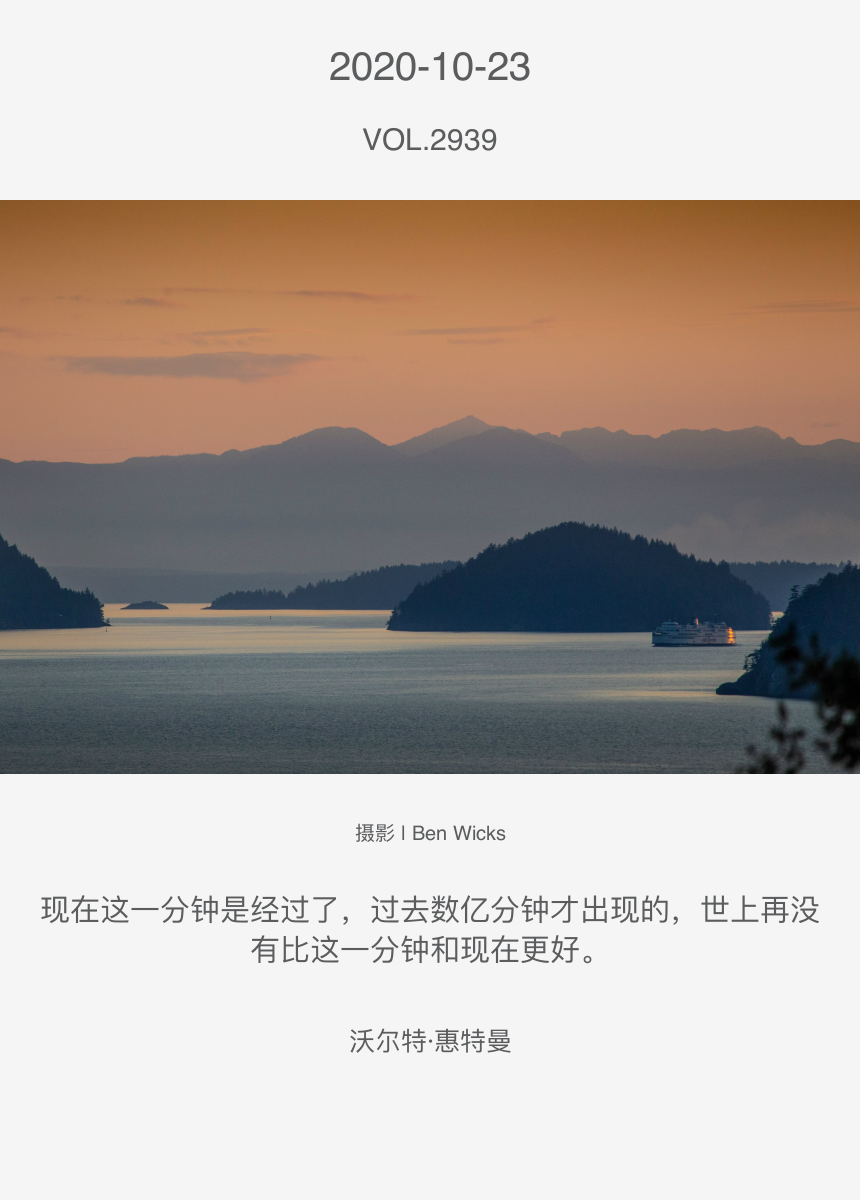 2020-10-23
VOL.2939
摄影 l Ben Wicks
现在这一分钟是经过了，过去数亿分钟才出现的，世上再没
有比这一分钟和现在更好。
沃尔特·惠特曼